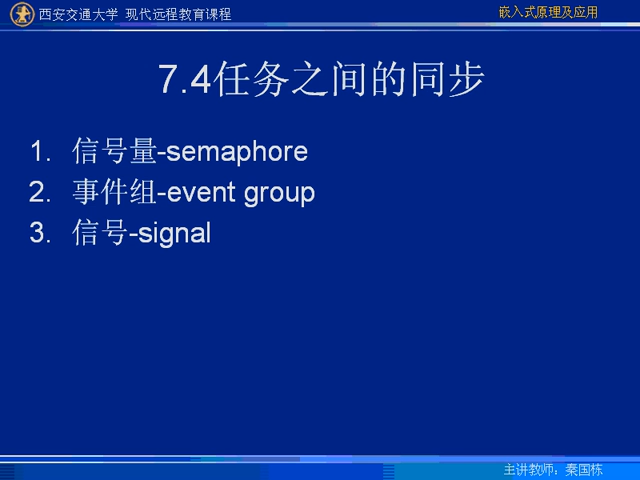 西安交通大学 现代远程教育课程
嵌入式原理及应用
7.4任务之间的同步
1. 信号量-semaphore
2. 事件组-event group
3. 信号-signal
主讲教师：秦国栋